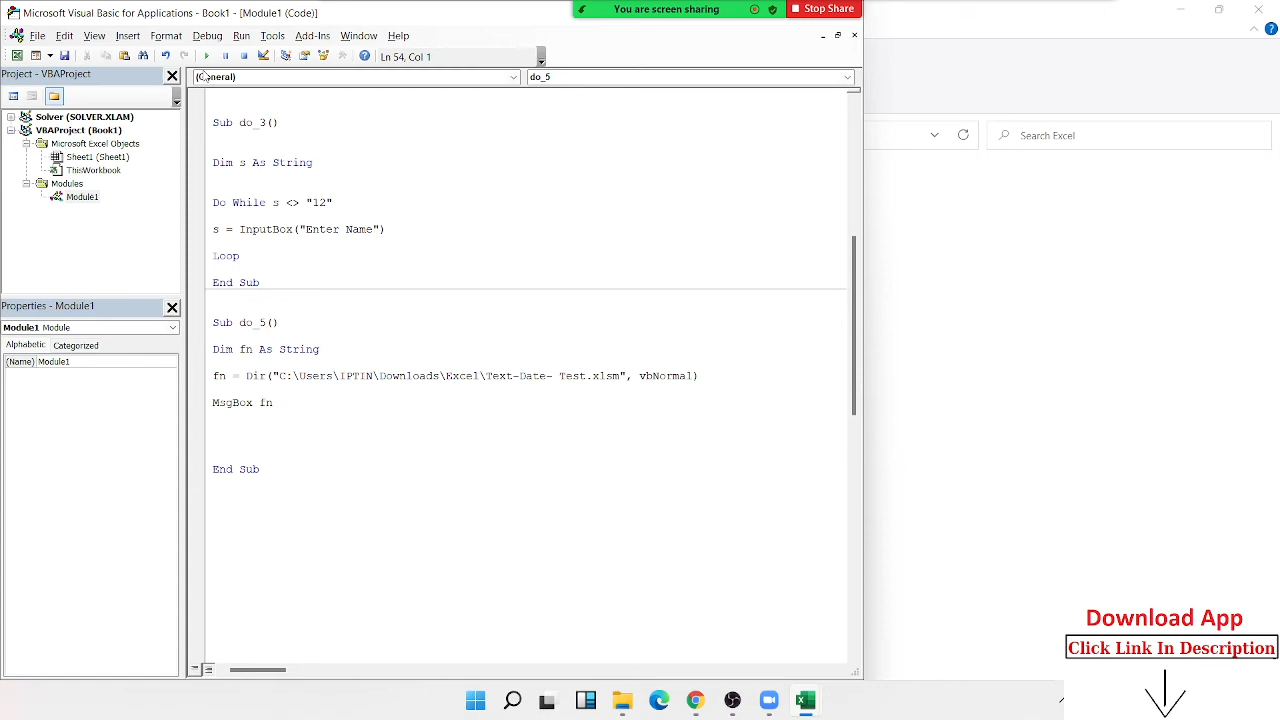 Microsoft Visual Basic for Applications - Book1 - [Module1 (Code)]
You are screen sharing
Stop Share
File Edit View Insert Format Debug Run Tools Add-Ins Window Help
Ln 54, Col 1
Project - VBAProject
(General)
do_5
Solver (SOLVER.XLAM)
VBAProject (Book1)
Microsoft Excel Objects
Sheet1 (Sheet1)
ThisWorkbook
Modules
Module1
Properties - Module1
Module1 Module
Alphabetic Categorized
(Name) Module1
Sub do_3()
Dim s As String
Do While s <> "12"
s = InputBox("Enter Name")
Loop
End Sub
Sub do_5()
Dim fn As String
fn = Dir("C:\Users\IPTIN\Downloads\Excel\Text-Date- Test.xlsm", vbNormal)
MsgBox fn
End Sub
Search Excel
Download App
Click Link In Description